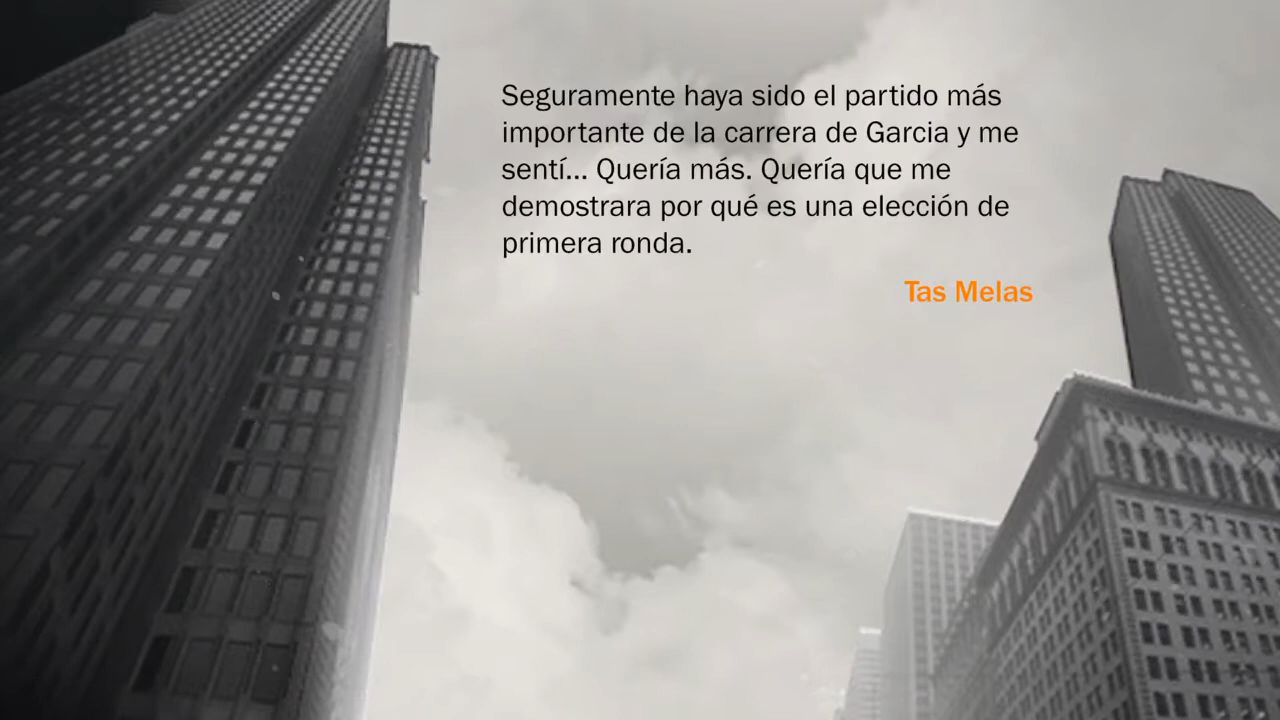 Seguramente haya sido el partido más
importante de la carrera de Garcia y me
sentí... Quería más. Quería que me
demostrara por qué es una elección de
primera ronda.
Tas Melas